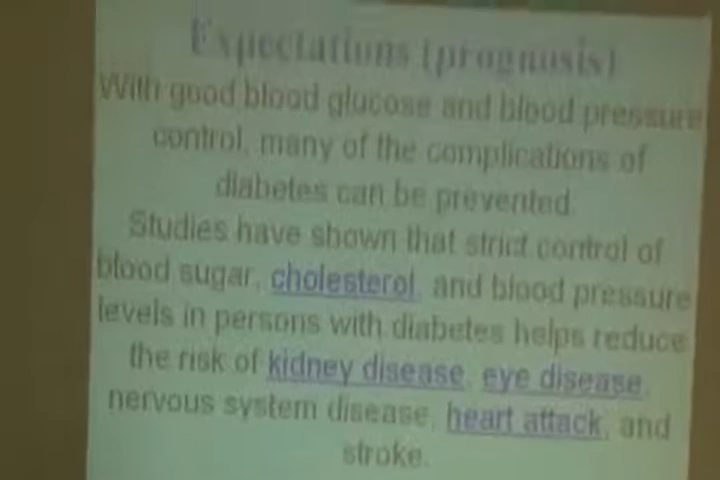 Expectations (prognosis)
With good blood glucose and blood pressure
control, many of the complications of
diabetes can be prevented.
Studies have shown that strict control of
blood sugar, cholesterol, and blood pressure
levels in persons with diabetes helps reduce
the risk of kidney disease, eye disease,
nervous system disease, heart attack, and
stroke.